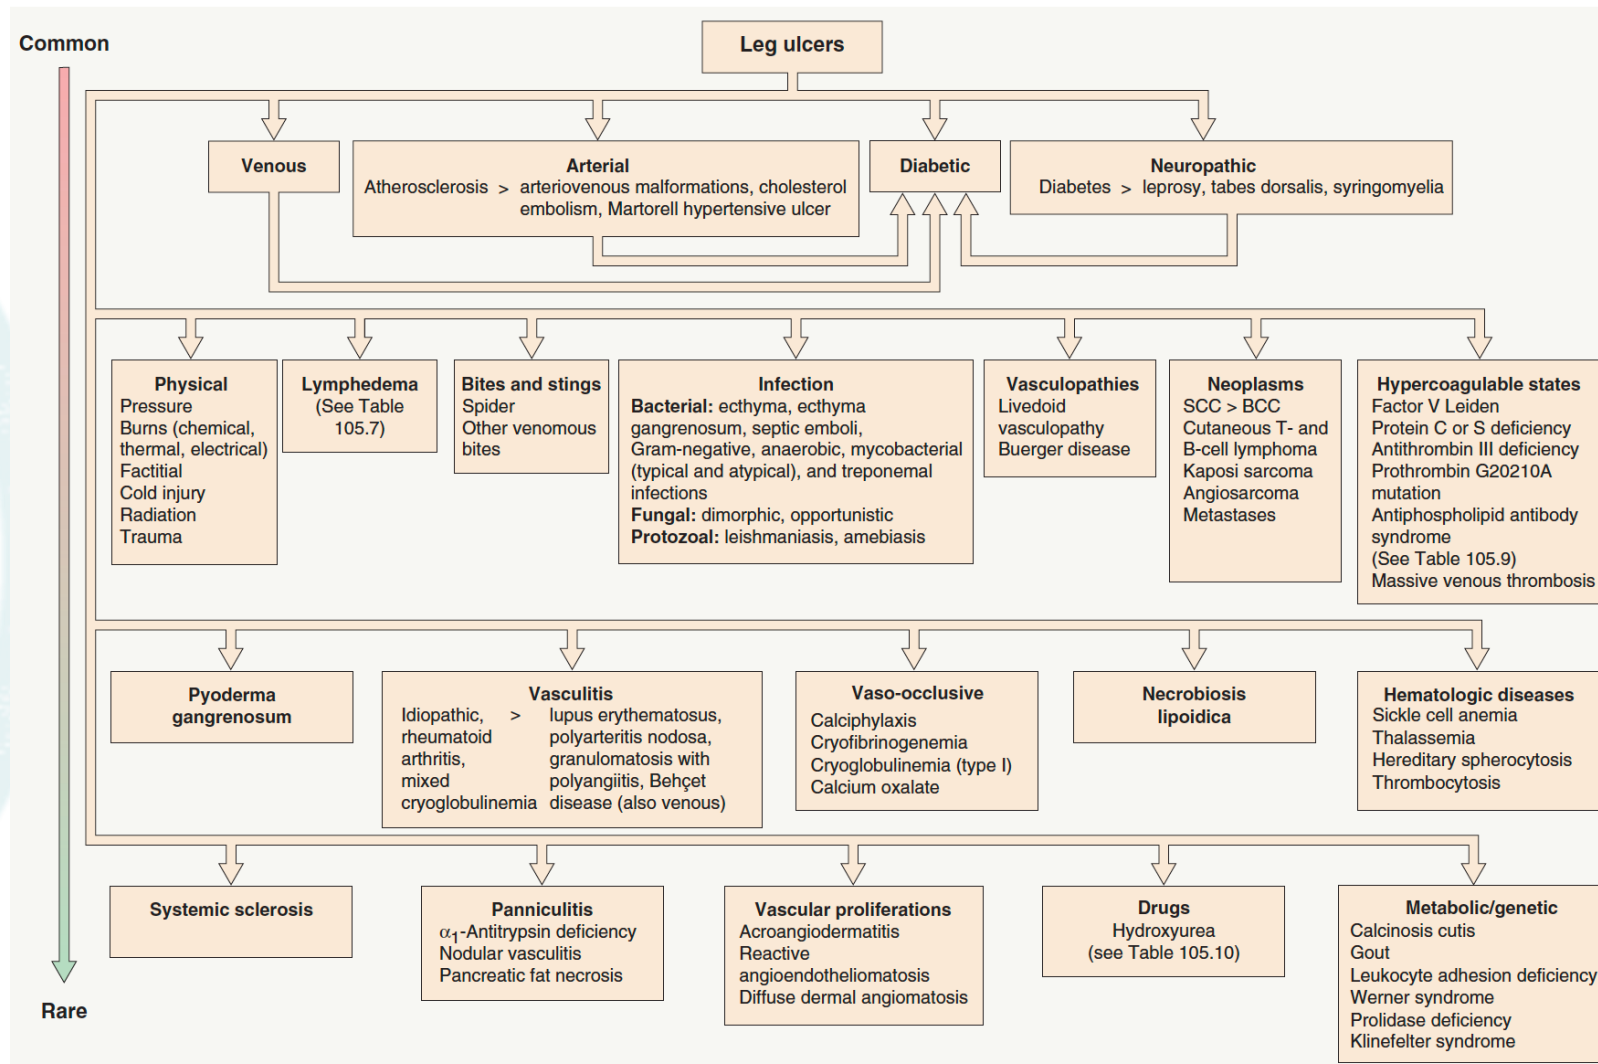 Common
Leg ulcers
Venous
Arterial
Atherosclerosis > arteriovenous malformations, cholesterol
embolism, Martorell hypertensive ulcer
Diabetic
Neuropathic
Diabetes > leprosy, tabes dorsalis, syringomyelia
Physical
Pressure
Burns (chemical,
thermal, electrical)
Factitial
Cold injury
Radiation
Trauma
Lymphedema
(See Table
105.7)
Bites and stings
Spider
Other venomous
bites
Infection
Bacterial: ecthyma, ecthyma
gangrenosum, septic emboli,
Gram-negative, anaerobic, mycobacterial
(typical and atypical), and treponemal
infections
Fungal: dimorphic, opportunistic
Protozoal: leishmaniasis, amebiasis
Vasculopathies
Livedoid
vasculopathy
Buerger disease
Neoplasms
SCC > BCC
Cutaneous T- and
B-cell lymphoma
Kaposi sarcoma
Angiosarcoma
Metastases
Hypercoagulable states
Factor V Leiden
Protein C or S deficiency
Antithrombin III deficiency
Prothrombin G20210A
mutation
Antiphospholipid antibody
syndrome
(See Table 105.9)
Massive venous thrombosis
Pyoderma
gangrenosum
Vasculitis
Idiopathic, > lupus erythematosus,
rheumatoid polyarteritis nodosa,
arthritis, granulomatosis with
mixed polyangiitis, Behçet
cryoglobulinemia disease (also venous)
Vaso-occlusive
Calciphylaxis
Cryofibrinogenemia
Cryoglobulinemia (type I)
Calcium oxalate
Necrobiosis
lipoidica
Hematologic diseases
Sickle cell anemia
Thalassemia
Hereditary spherocytosis
Thrombocytosis
Systemic sclerosis
Panniculitis
α1-Antitrypsin deficiency
Nodular vasculitis
Pancreatic fat necrosis
Vascular proliferations
Acroangiodermatitis
Reactive
angioendotheliomatosis
Diffuse dermal angiomatosis
Drugs
Hydroxyurea
(see Table 105.10)
Metabolic/genetic
Calcinosis cutis
Gout
Leukocyte adhesion deficiency
Werner syndrome
Prolidase deficiency
Klinefelter syndrome
Rare